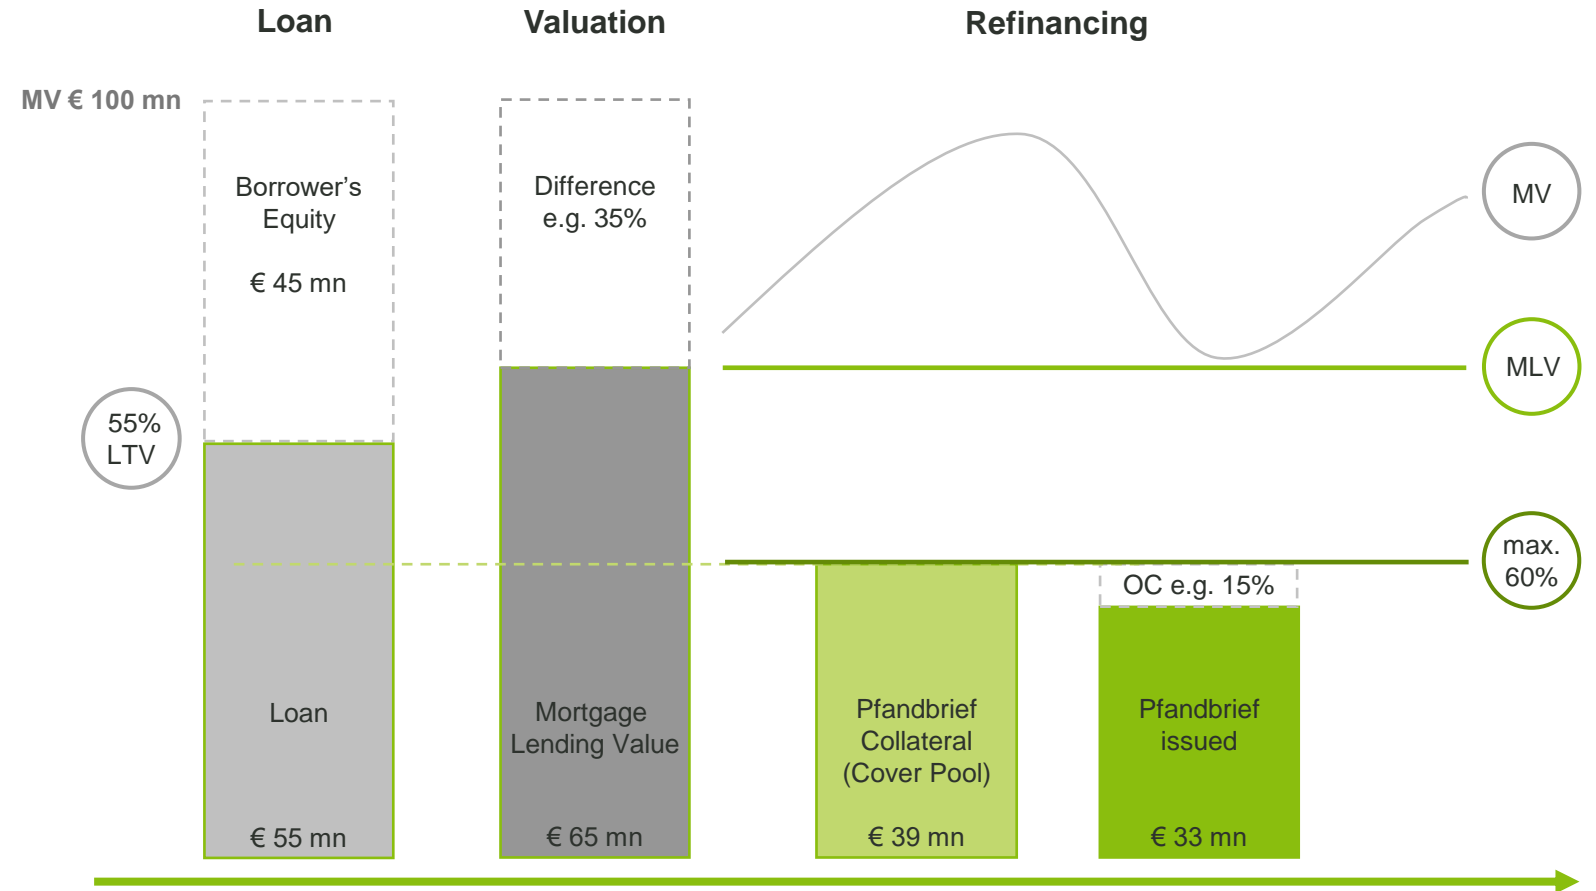 Loan
Valuation
Refinancing
MV € 100 mn
Borrower's
Equity
€ 45 mn
Difference
e.g. 35%
MV
MLV
55%
LTV
max.
60%
OC e.g. 15%
Loan
€ 55 mn
Mortgage
Lending Value
€ 65 mn
Pfandbrief
Collateral
(Cover Pool)
€ 39 mn
Pfandbrief
issued
€ 33 mn